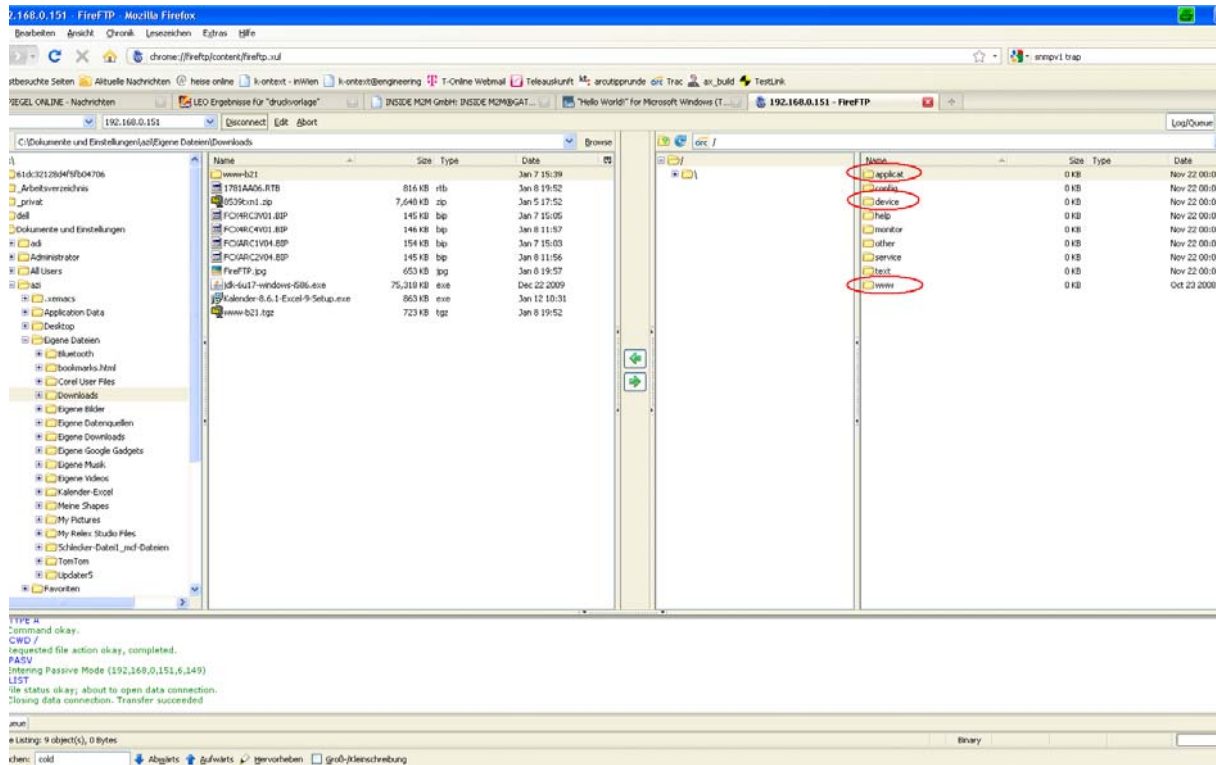 2.168.0.151 - FireFTP - Mozilla Firefox
Bearbeiten Ansicht Chronik Lesezeichen Extras Hilfe
chrome://fireftp/content/fireftp.xul
snmpv1 trap
stbesuchte Seiten Aktuelle Nachrichten heise online k-ontext - inWien k-ontext@engineering T-Online Webmail Teleauskunft arcutipprunde Trac ax_build TestLink
PIEGEL ONLINE - Nachrichten
LEO Ergebnisse für "druckvorlage"
INSIDE M2M GmbH: INSIDE M2M|BGAT...
"Hello World!" for Microsoft Windows (T...
192.168.0.151 - FireFTP
192.168.0.151 Disconnect Edit Abort
Log/Queue
C:\Dokumente und Einstellungen\azi\Eigene Dateien\Downloads Browse
/
61dc32128d4f5fb04706
_Arbeitsverzeichnis
_privat
dell
Dokumente und Einstellungen
adi
Administrator
All Users
azi
.xemacs
Application Data
Desktop
Eigene Dateien
Bluetooth
bookmarks.html
Corel User Files
Downloads
Eigene Bilder
Eigene Datenquellen
Eigene Downloads
Eigene Google Gadgets
Eigene Musik
Eigene Videos
Kalender-Excel
Meine Shapes
My Pictures
My Relex Studio Files
Schlecker-Datei1_mcf-Dateien
TomTom
Updater5
Favoriten
Name Size Type Date
www-b21 Jan 7 15:39
1781AA06.RTB 816 KB rtb Jan 8 19:52
8539txn1.zip 7,640 KB zip Jan 5 17:52
FCX4RC3V01.BIP 145 KB bip Jan 7 15:05
FCX4RC4V01.BIP 146 KB bip Jan 8 11:57
FCXARC1V04.BIP 154 KB bip Jan 7 15:03
FCXARC2V04.BIP 145 KB bip Jan 8 11:56
FireFTP.jpg 653 KB jpg Jan 8 19:57
jdk-6u17-windows-i586.exe 75,318 KB exe Dec 22 2009
Kalender-8.6.1-Excel-9-Setup.exe 863 KB exe Jan 12 10:31
www-b21.tgz 723 KB tgz Jan 8 19:52
/
\
Name Size Type Date
applicat 0 KB Nov 22 00:0
config 0 KB Nov 22 00:0
device 0 KB Nov 22 00:0
help 0 KB Nov 22 00:0
monitor 0 KB Nov 22 00:0
other 0 KB Nov 22 00:0
service 0 KB Nov 22 00:0
text 0 KB Nov 22 00:0
www 0 KB Oct 23 2008
TYPE A
Command okay.
CWD /
Requested file action okay, completed.
PASV
Entering Passive Mode (192,168,0,151,6,149)
LIST
File status okay; about to open data connection.
Closing data connection. Transfer succeeded
ueue
e Listing: 9 object(s), 0 Bytes
Binary
chen: cold Abwärts Aufwärts Hervorheben Groß-/Kleinschreibung